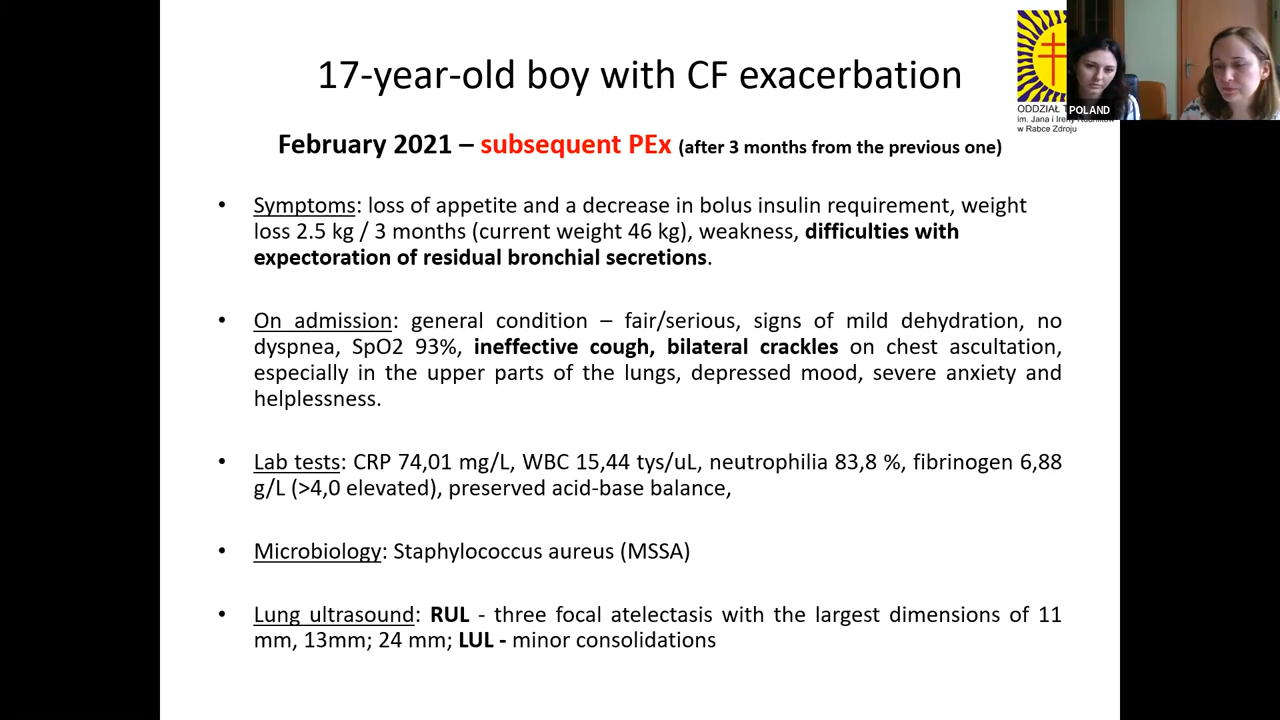 17-year-old boy with CF exacerbation
ODDZIAŁ T
POLAND
im. Jana i Ireny Rudników
w Rabce Zdroju
February 2021 – subsequent PEx (after 3 months from the previous one)
• Symptoms: loss of appetite and a decrease in bolus insulin requirement, weight
loss 2.5 kg / 3 months (current weight 46 kg), weakness, difficulties with
expectoration of residual bronchial secretions.
• On admission: general condition – fair/serious, signs of mild dehydration, no
dyspnea, SpO2 93%, ineffective cough, bilateral crackles on chest ascultation,
especially in the upper parts of the lungs, depressed mood, severe anxiety and
helplessness.
• Lab tests: CRP 74,01 mg/L, WBC 15,44 tys/uL, neutrophilia 83,8 %, fibrinogen 6,88
g/L (>4,0 elevated), preserved acid-base balance,
• Microbiology: Staphylococcus aureus (MSSA)
• Lung ultrasound: RUL - three focal atelectasis with the largest dimensions of 11
mm, 13mm; 24 mm; LUL - minor consolidations